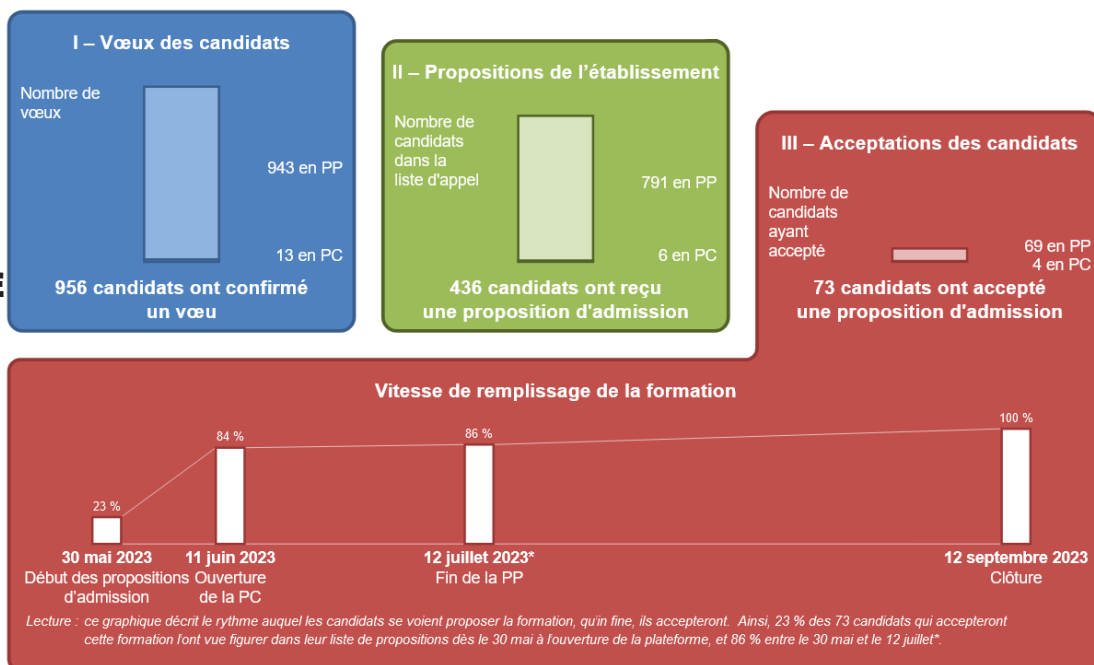 I – Vœux des candidats
Nombre de
vœux
943 en PP
13 en PC
956 candidats ont confirmé
un vœu
II – Propositions de l'établissement
Nombre de
candidats
dans la
liste d'appel
791 en PP
6 en PC
436 candidats ont reçu
une proposition d'admission
III – Acceptations des candidats
Nombre de
candidats
ayant
accepté
69 en PP
4 en PC
73 candidats ont accepté
une proposition d'admission
E
Vitesse de remplissage de la formation
23 %
84 %
86 %
100 %
30 mai 2023
Début des propositions
d'admission
11 juin 2023
Ouverture
de la PC
12 juillet 2023*
Fin de la PP
12 septembre 2023
Clôture
Lecture : ce graphique décrit le rythme auquel les candidats se voient proposer la formation, qu'in fine, ils accepteront. Ainsi, 23 % des 73 candidats qui accepteront
cette formation l'ont vue figurer dans leur liste de propositions dès le 30 mai à l'ouverture de la plateforme, et 86 % entre le 30 mai et le 12 juillet*.